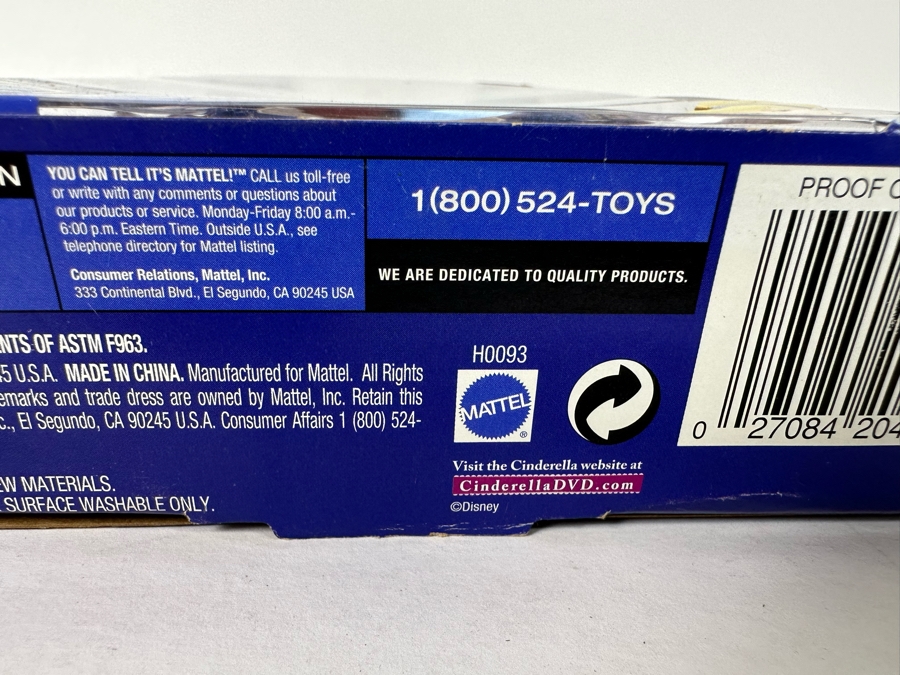 N
YOU CAN TELL IT'S MATTEL!™ CALL us toll-free
or write with any comments or questions about
our products or service. Monday-Friday 8:00 a.m.-
6:00 p.m. Eastern Time. Outside U.S.A., see
telephone directory for Mattel listing.
Consumer Relations, Mattel, Inc.
333 Continental Blvd., El Segundo, CA 90245 USA
1(800) 524-TOYS
WE ARE DEDICATED TO QUALITY PRODUCTS.
PROOF O
0 27084 204
NTS OF ASTM F963.
5 U.S.A. MADE IN CHINA. Manufactured for Mattel. All Rights
emarks and trade dress are owned by Mattel, Inc. Retain this
c., El Segundo, CA 90245 U.S.A. Consumer Affairs 1 (800) 524-
EW MATERIALS.
SURFACE WASHABLE ONLY.
H0093
MATTEL®
Visit the Cinderella website at
CinderellaDVD.com
©Disney